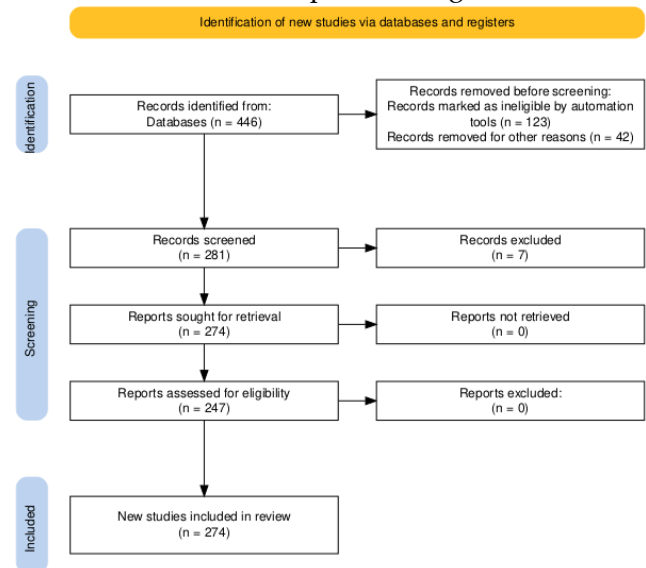 Identification of new studies via databases and registers
Identification
Records identified from:
Databases (n = 446)
Records removed before screening:
Records marked as ineligible by automation
tools (n = 123)
Records removed for other reasons (n = 42)
Screening
Records screened
(n = 281)
Records excluded
(n = 7)
Reports sought for retrieval
(n = 274)
Reports not retrieved
(n = 0)
Reports assessed for eligibility
(n = 247)
Reports excluded:
(n = 0)
Included
New studies included in review
(n = 274)